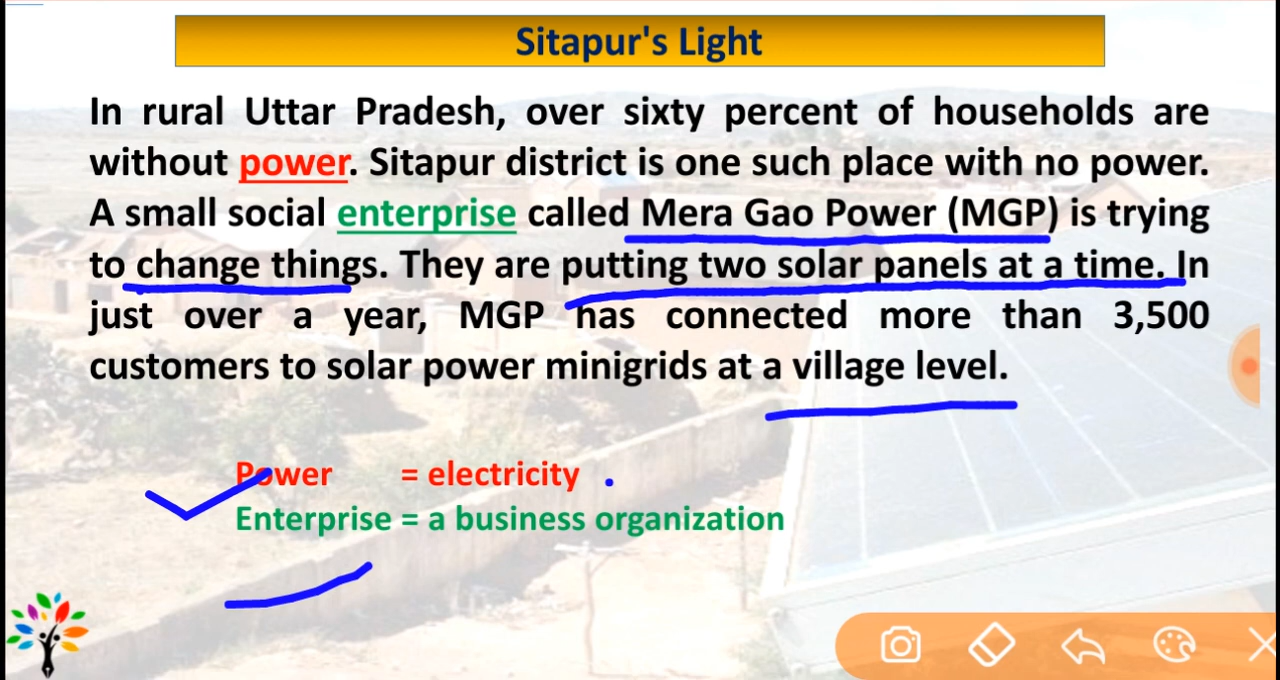 Sitapur's Light
In rural Uttar Pradesh, over sixty percent of households are
without power. Sitapur district is one such place with no power.
A small social enterprise called Mera Gao Power (MGP) is trying
to change things. They are putting two solar panels at a time. In
just over a year, MGP has connected more than 3,500
customers to solar power minigrids at a village level.
Power = electricity
Enterprise = a business organization